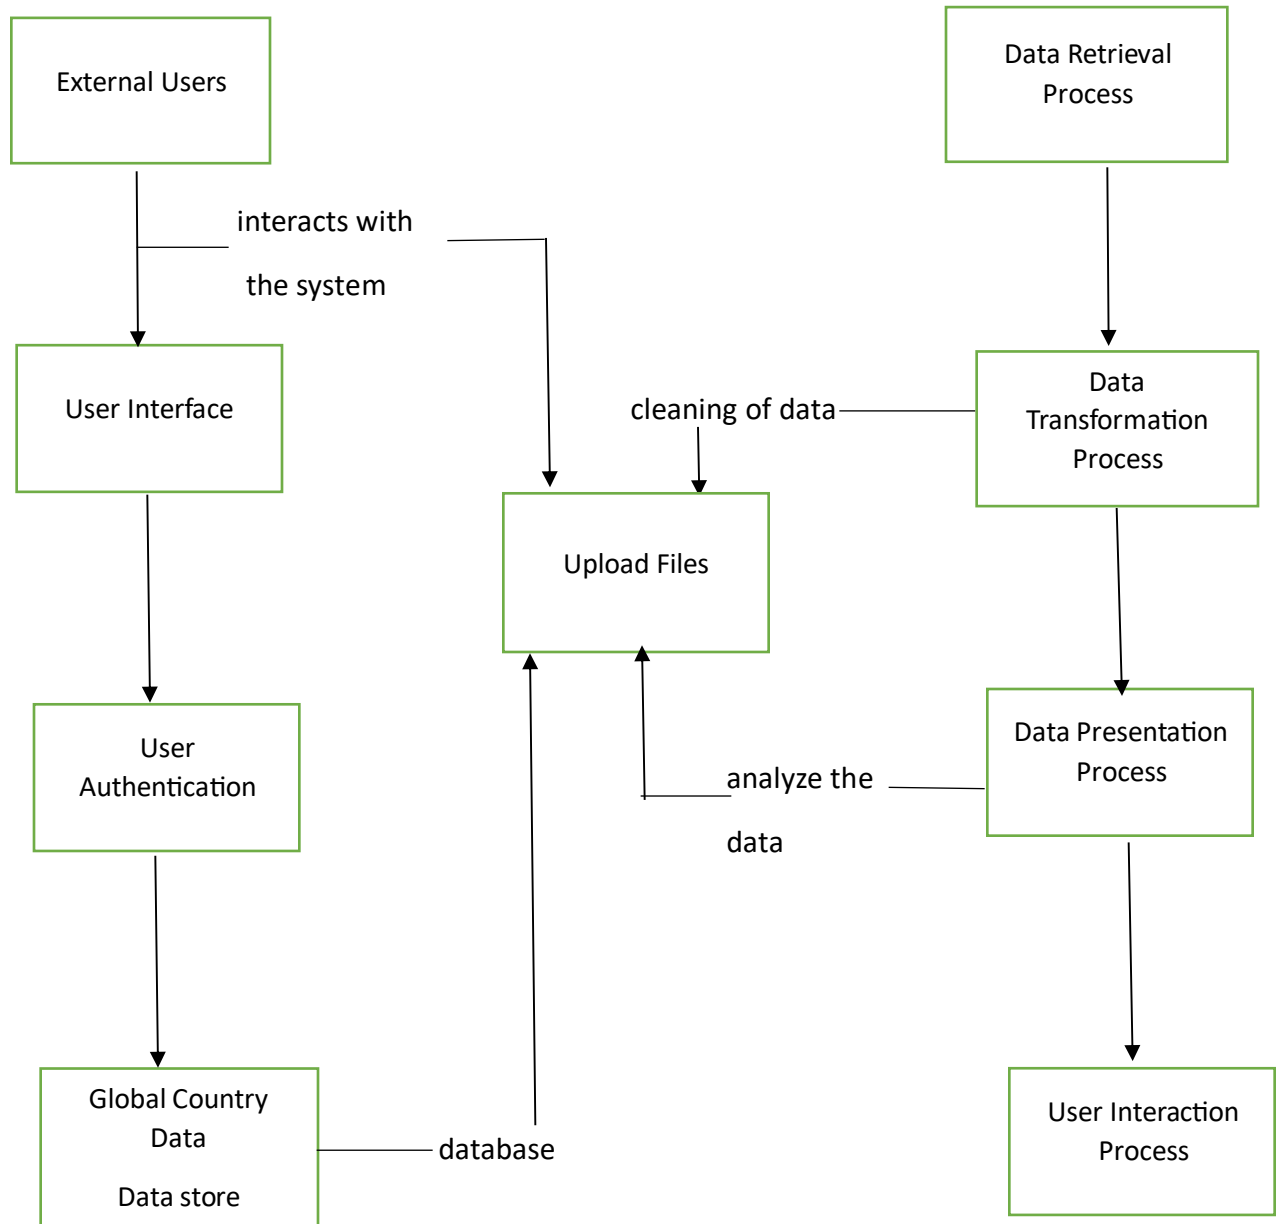 External Users
Data Retrieval
Process
interacts with
the system
User Interface
cleaning of data
Data
Transformation
Process
Upload Files
User
Authentication
analyze the
data
Data Presentation
Process
Global Country
Data
Data store
database
User Interaction
Process